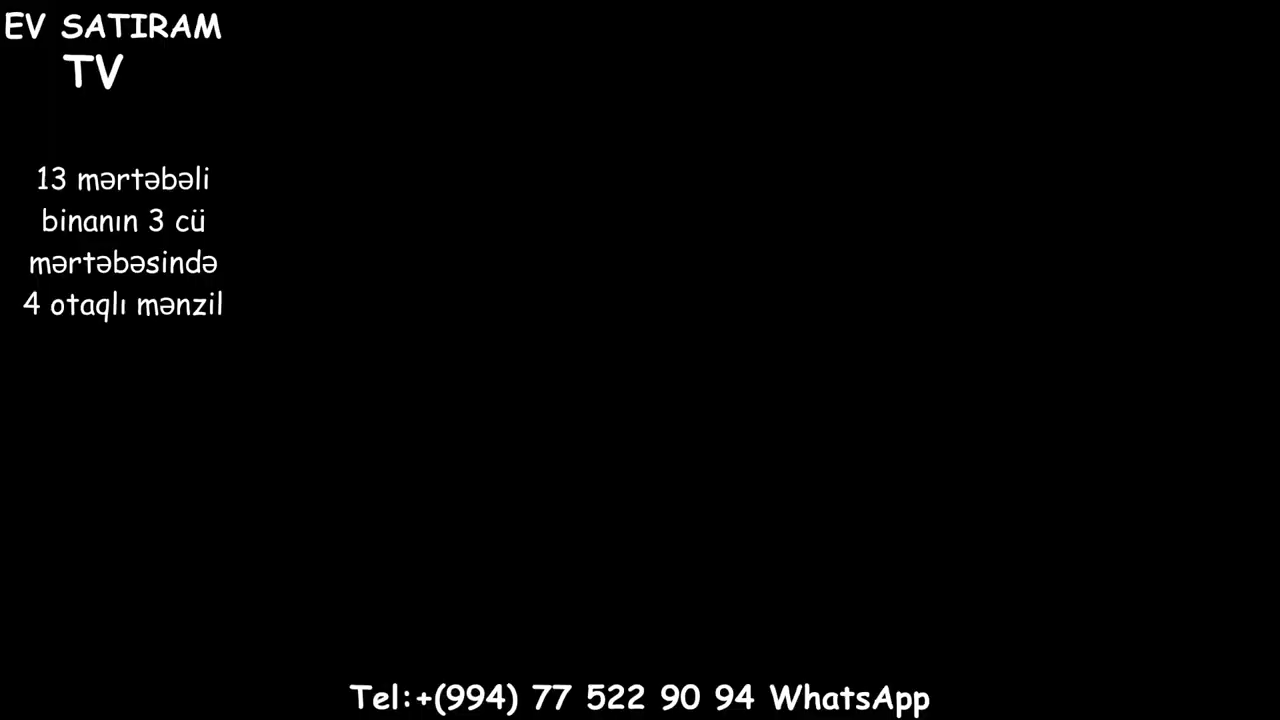 EV SATIRAM
TV
13 mərtəbəli
binanın 3 cü
mərtəbəsində
4 otaqlı mənzil
Tel:+(994) 77 522 90 94 WhatsApp